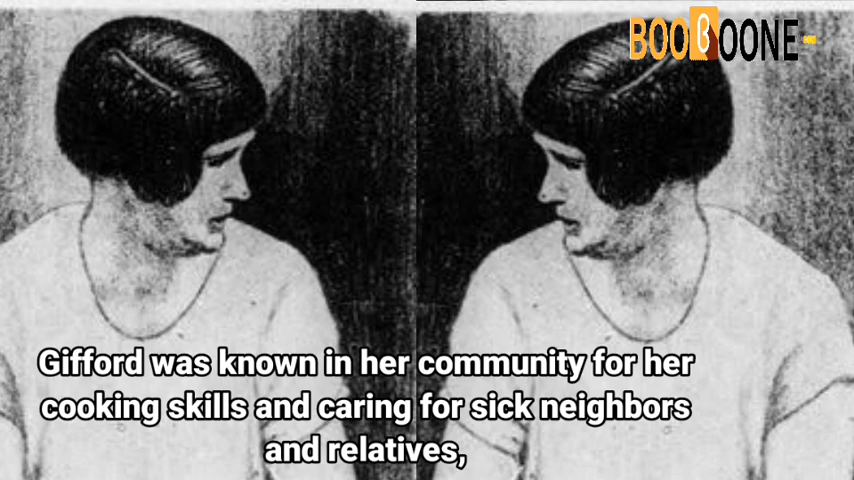 BOOBOONE
Gifford was known in her community for her
cooking skills and caring for sick neighbors
and relatives,